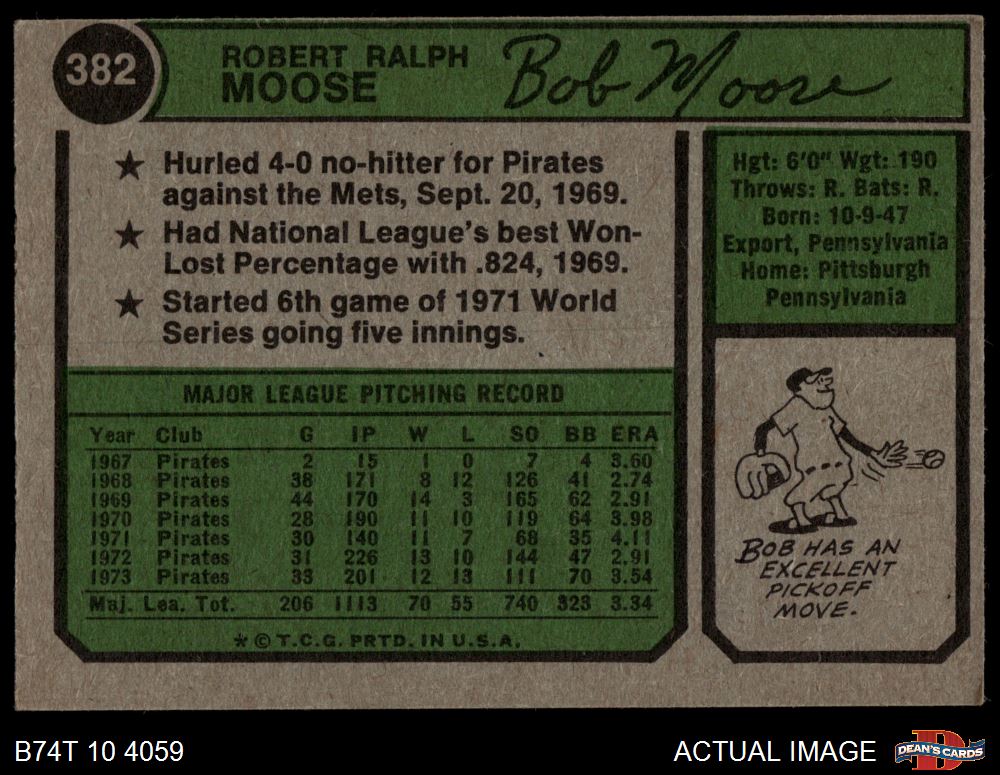 382
ROBERT RALPH
MOOSE
Bob Moose
★ Hurled 4-0 no-hitter for Pirates
against the Mets, Sept. 20, 1969.
★ Had National League's best Won-
Lost Percentage with .824, 1969.
★ Started 6th game of 1971 World
Series going five innings.
Hgt: 6'0" Wgt: 190
Throws: R. Bats: R.
Born: 10-9-47
Export, Pennsylvania
Home: Pittsburgh
Pennsylvania
MAJOR LEAGUE PITCHING RECORD
Year Club G IP W L SO BB ERA
1967 Pirates 2 15 1 0 7 4 3.60
1968 Pirates 38 171 8 12 126 41 2.74
1969 Pirates 44 170 14 3 165 62 2.91
1970 Pirates 28 190 11 10 119 64 3.98
1971 Pirates 30 140 11 7 68 35 4.11
1972 Pirates 31 226 13 10 144 47 2.91
1973 Pirates 33 201 12 13 111 70 3.54
Maj. Lea. Tot. 206 1113 70 55 740 323 3.34
★ © T.C.G. PRTD. IN U.S.A.
BOB HAS AN
EXCELLENT
PICKOFF
MOVE.
B74T 10 4059
ACTUAL IMAGE
DEAN'S CARDS